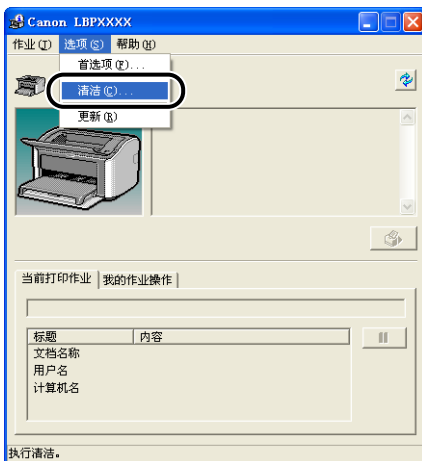 Canon LBPXXXX
作业(T) 选项(S) 帮助(H)
首选项(F)...
清洁(C)...
更新(R)
当前打印作业 我的作业操作
标题 内容
文档名称
用户名
计算机名
执行清洁。